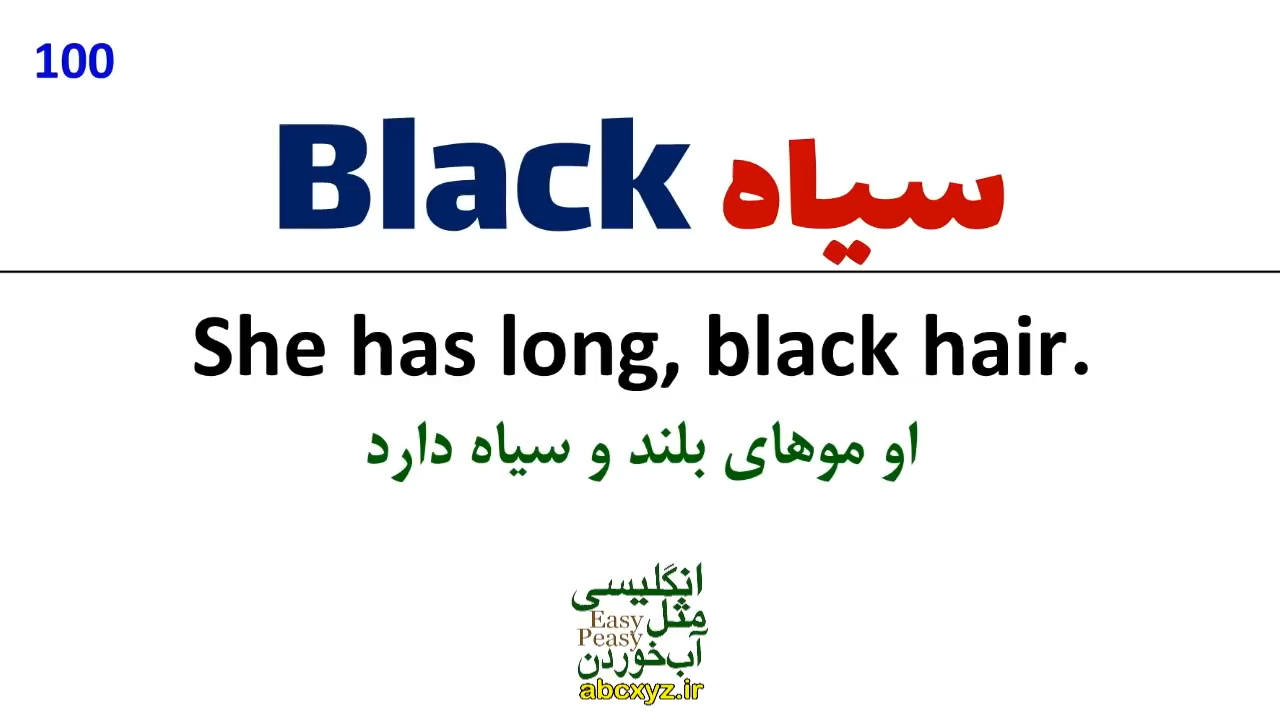 100
Black سیاه
She has long, black hair.
او موهای بلند و سیاه دارد
انگلیسی
مثل Easy
Peasy
آب‌خوردن
abcxyz.ir